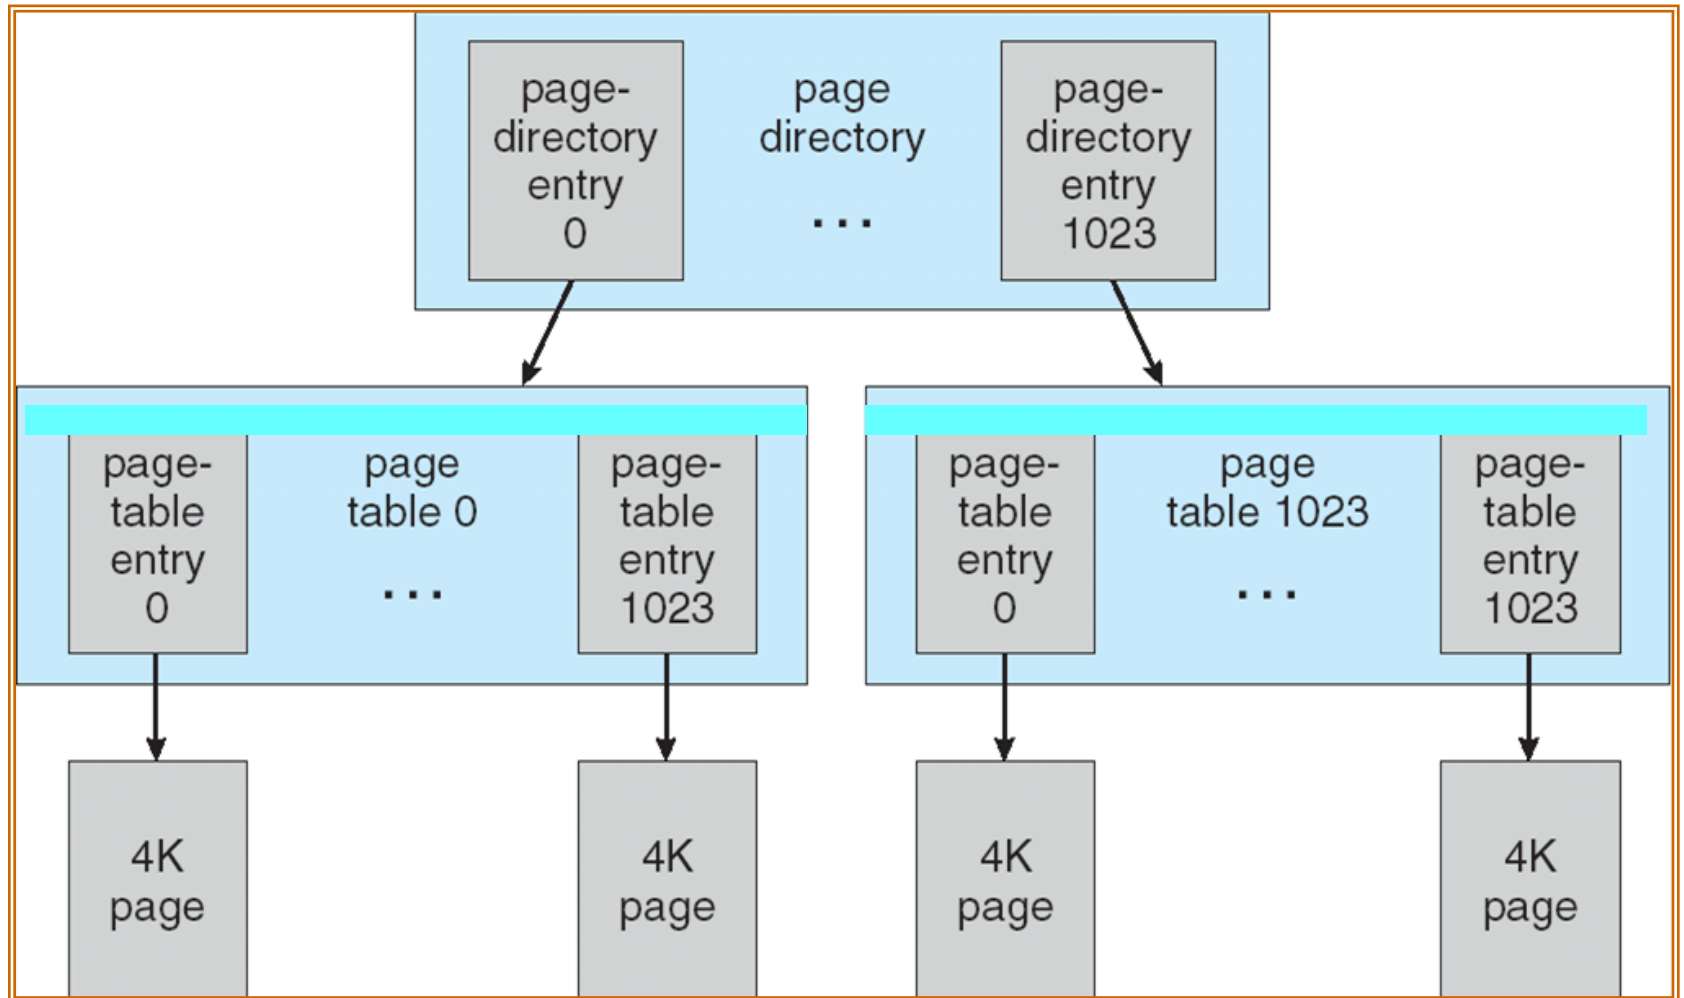 page-
directory
entry
0
page
directory
...
page-
directory
entry
1023
page-
table
entry
0
page
table 0
...
page-
table
entry
1023
page-
table
entry
0
page
table 1023
...
page-
table
entry
1023
4K
page
4K
page
4K
page
4K
page